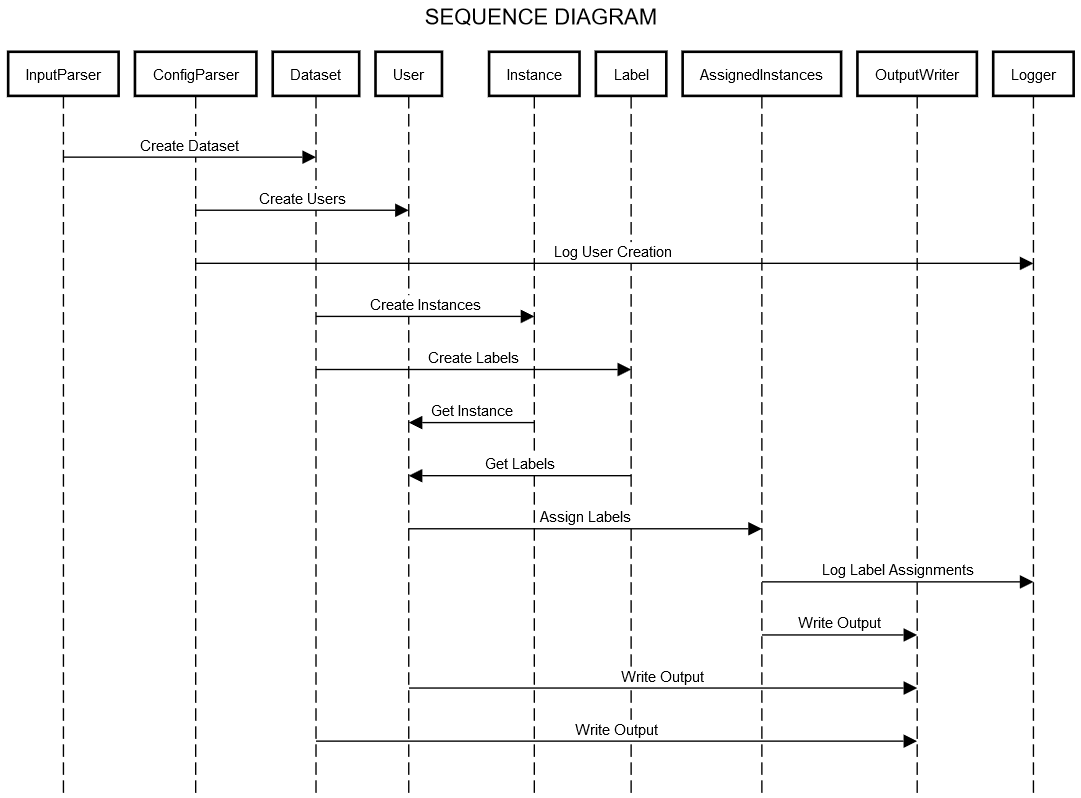 SEQUENCE DIAGRAM
InputParser
ConfigParser
Dataset
User
Instance
Label
AssignedInstances
OutputWriter
Logger
Create Dataset
Create Users
Log User Creation
Create Instances
Create Labels
Get Instance
Get Labels
Assign Labels
Log Label Assignments
Write Output
Write Output
Write Output